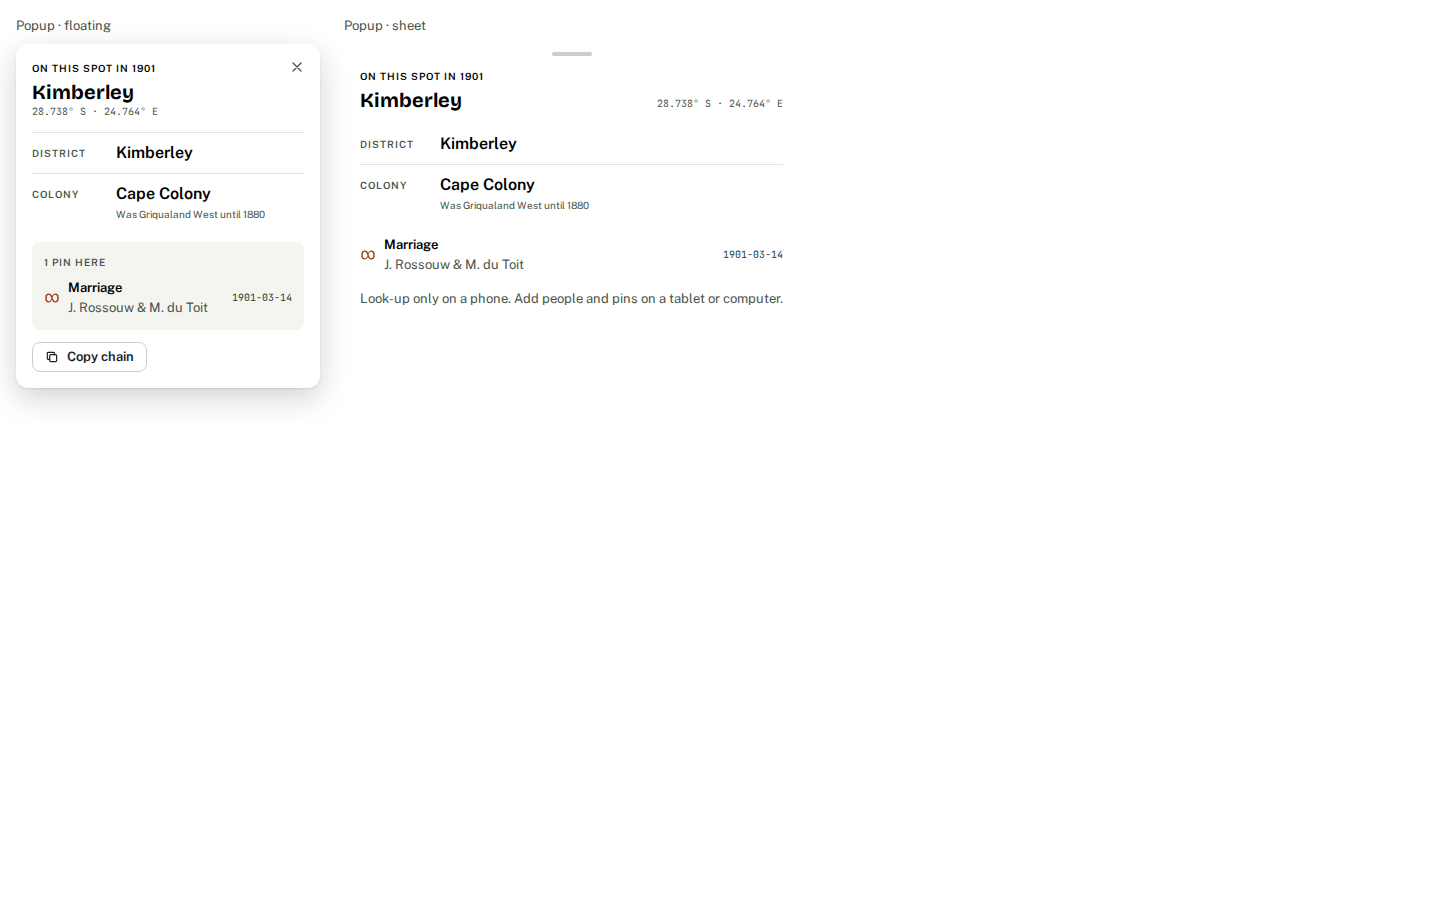 Popup · floating
ON THIS SPOT IN 1901
Kimberley
28.738° S · 24.764° E
DISTRICT Kimberley
COLONY Cape Colony
Was Griqualand West until 1880
1 PIN HERE
Marriage
J. Rossouw & M. du Toit
1901-03-14
Copy chain
Popup · sheet
ON THIS SPOT IN 1901
Kimberley
28.738° S · 24.764° E
DISTRICT Kimberley
COLONY Cape Colony
Was Griqualand West until 1880
Marriage
J. Rossouw & M. du Toit
1901-03-14
Look-up only on a phone. Add people and pins on a tablet or computer.